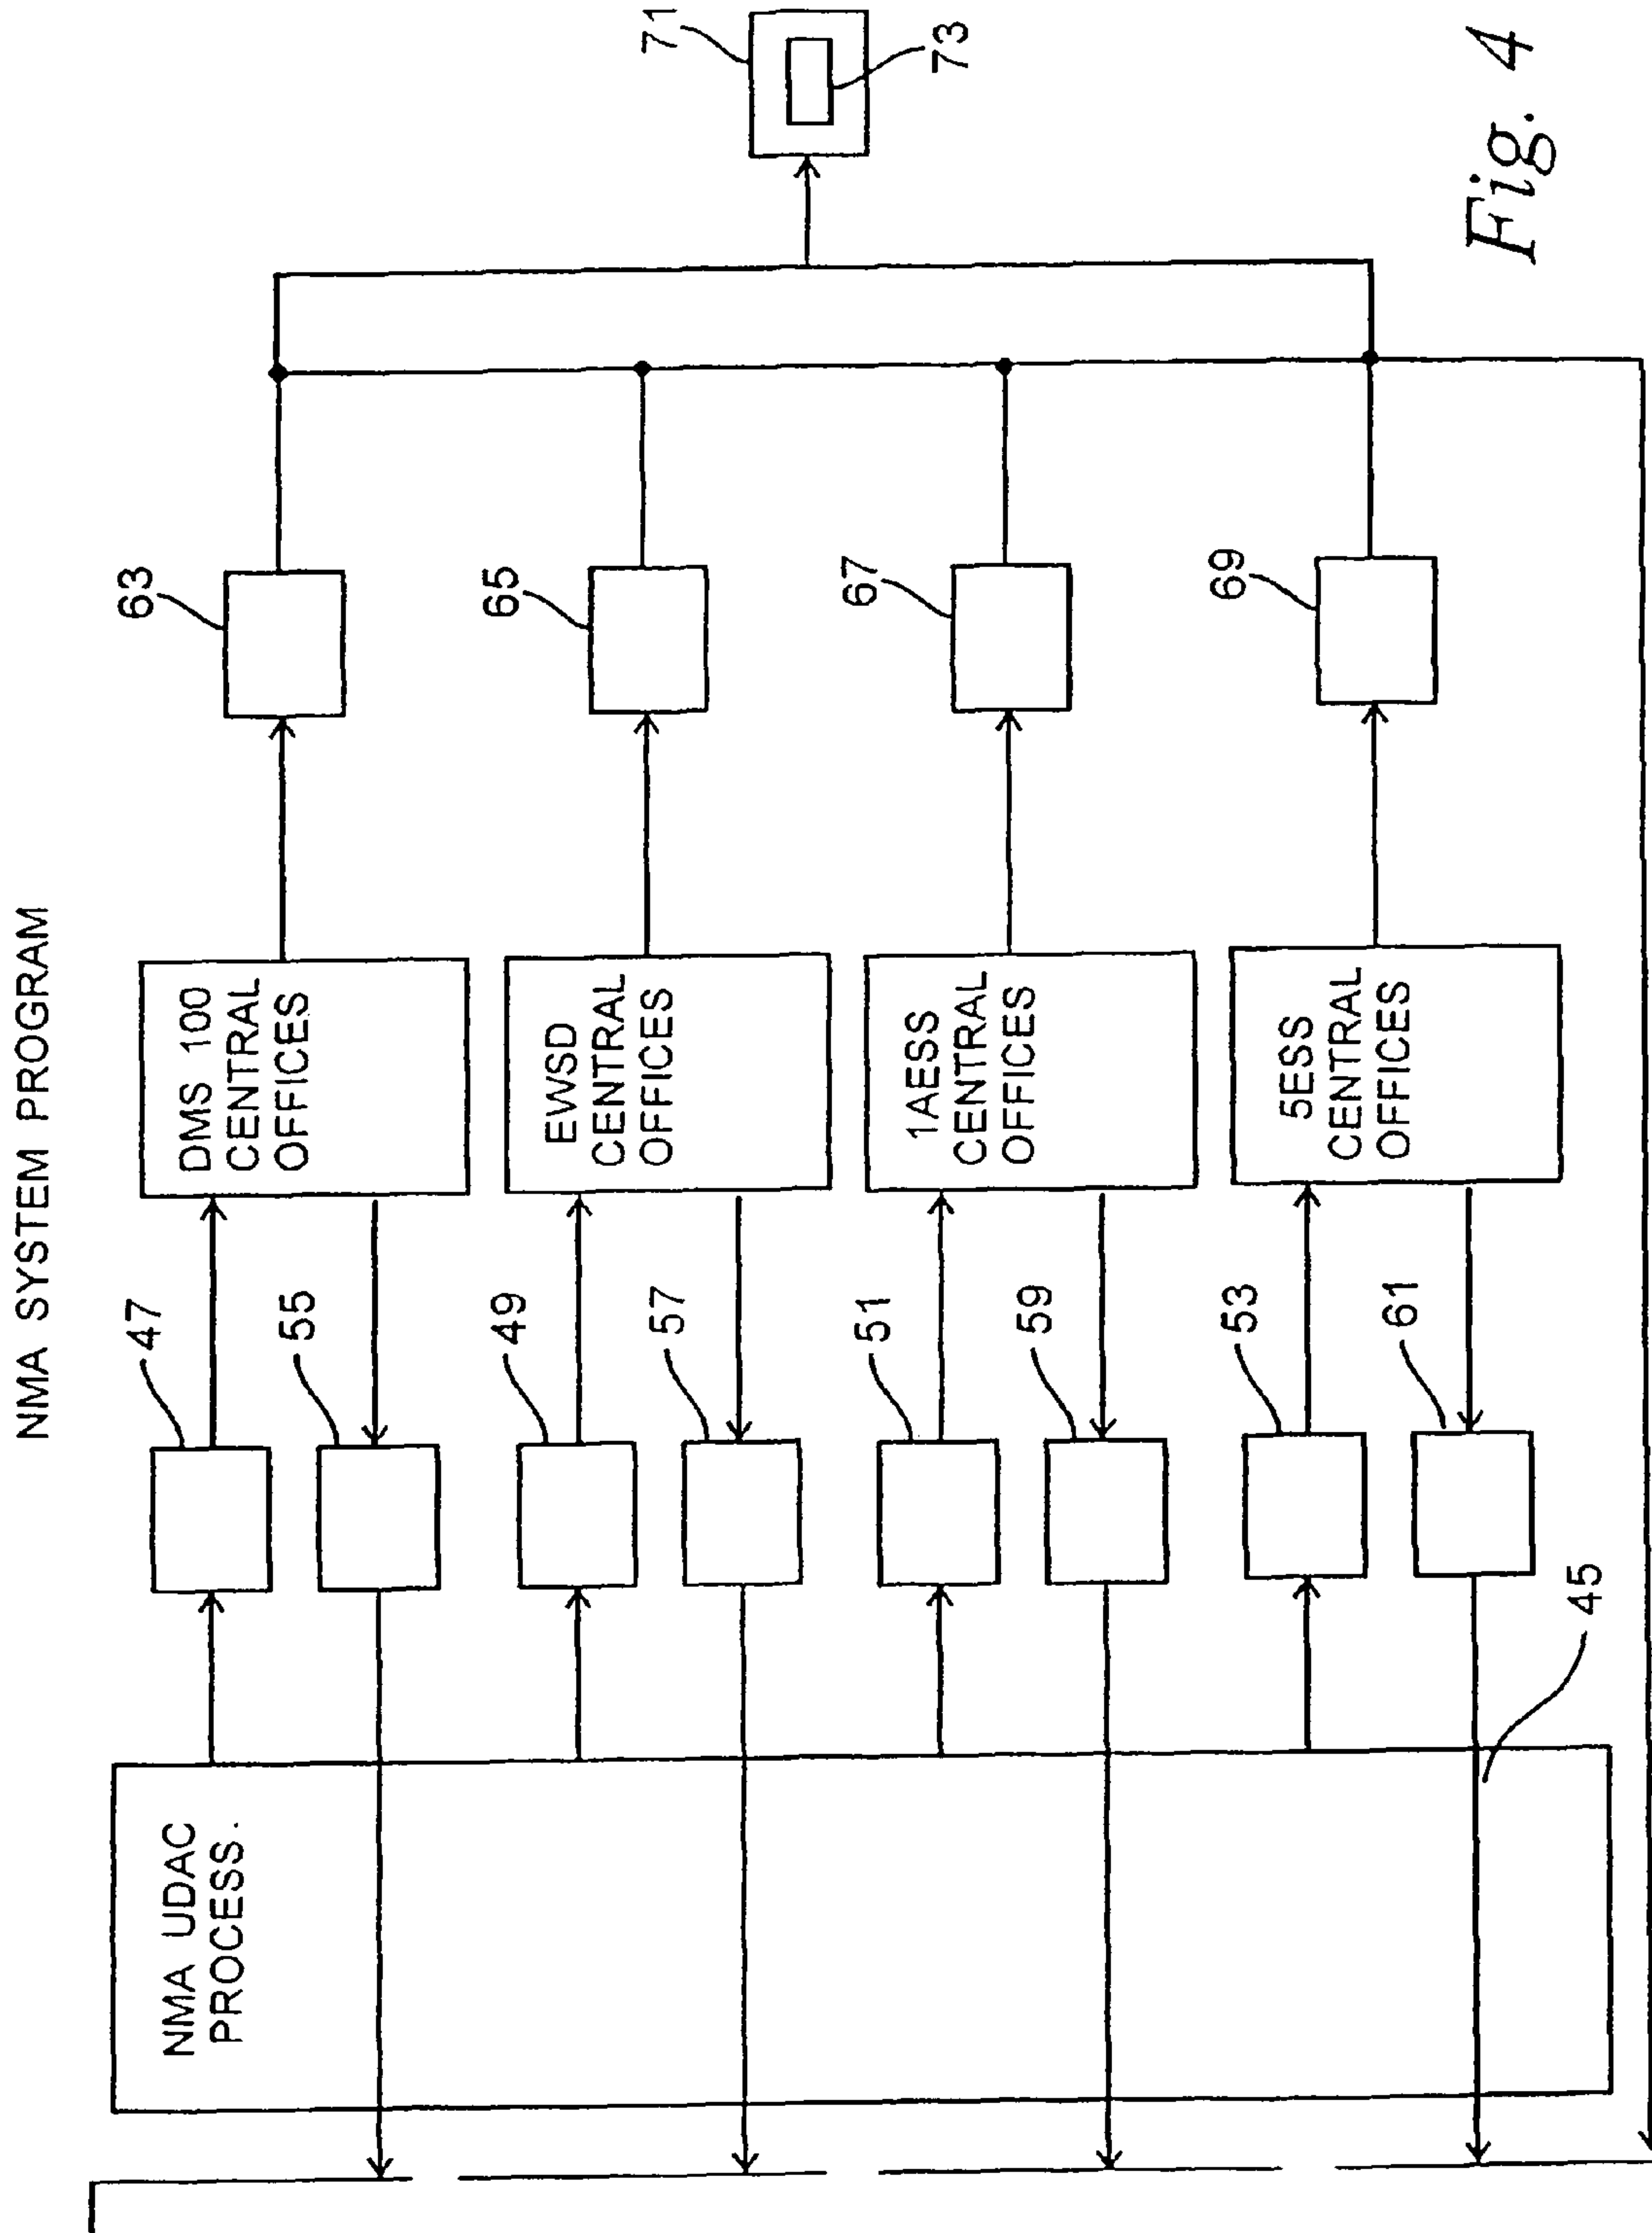 NMA SYSTEM PROGRAM
NMA UDAC
PROCESS.
45
47
55
49
57
51
59
53
61
DMS 100
CENTRAL
OFFICES
EWSD
CENTRAL
OFFICES
1AESS
CENTRAL
OFFICES
5ESS
CENTRAL
OFFICES
63
65
67
69
71
73
Fig. 4